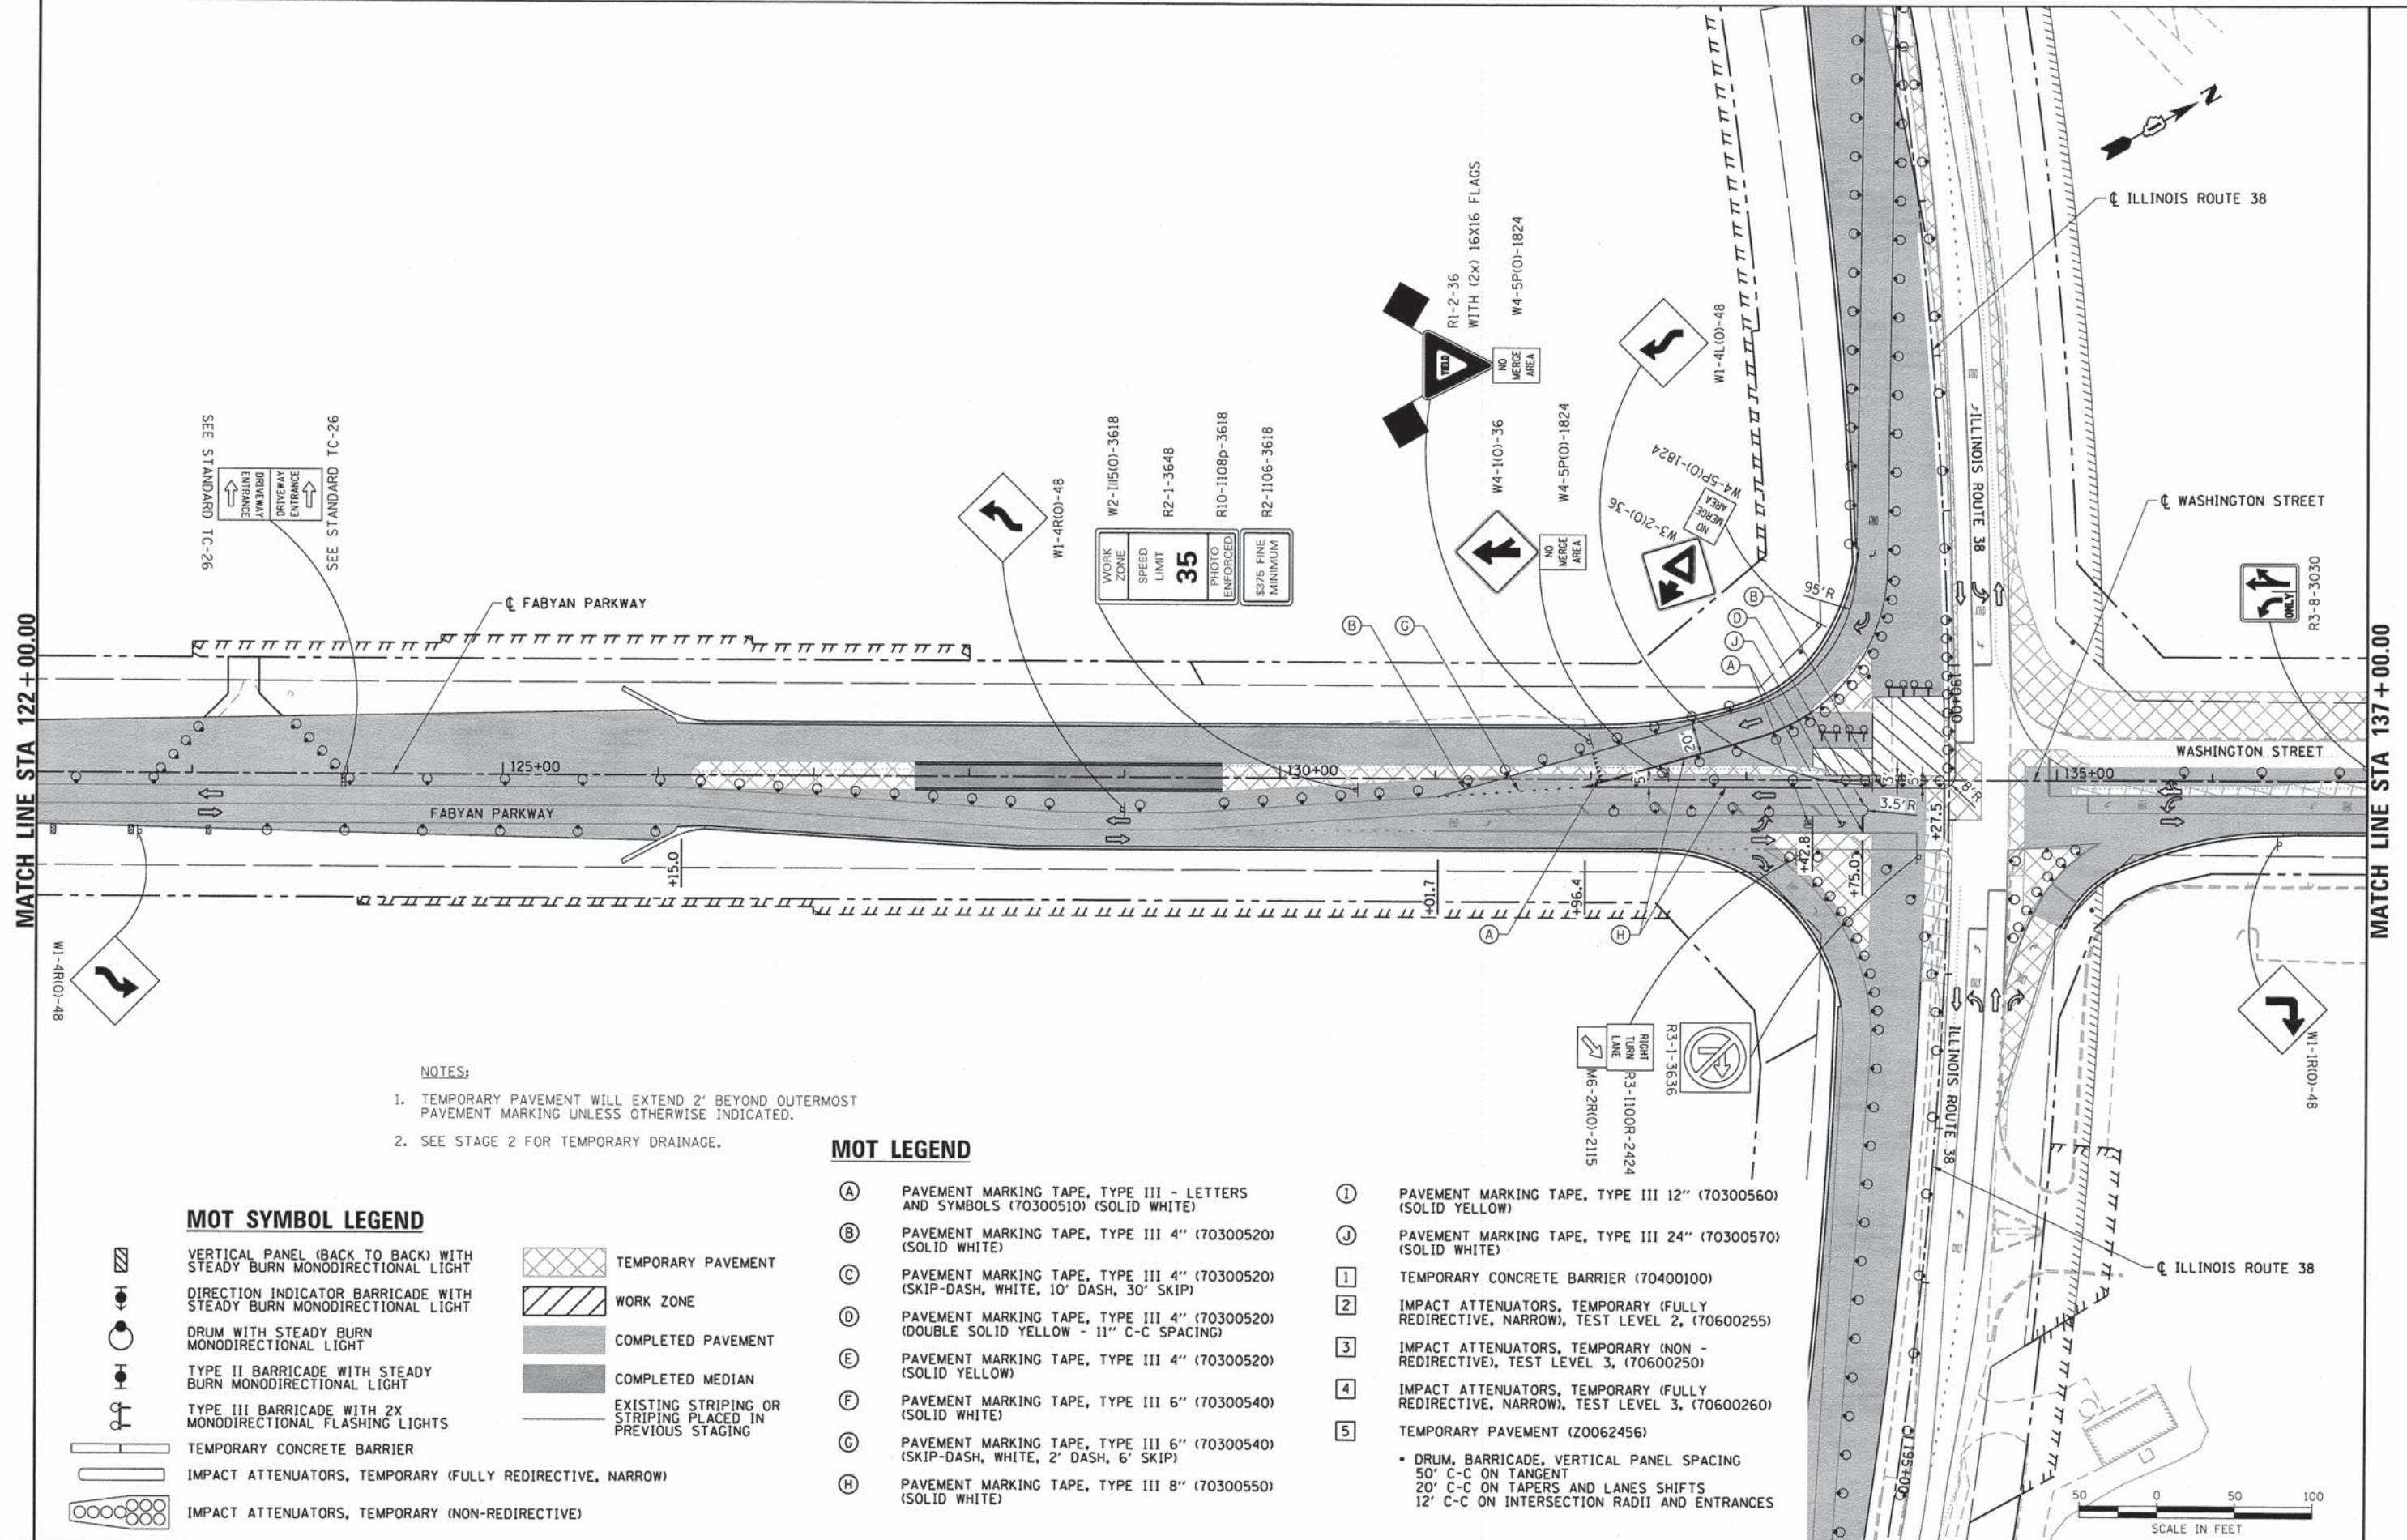 MATCH LINE STA 122+00.00
MATCH LINE STA 137+00.00
SEE STANDARD TC-26
DRIVEWAY
ENTRANCE
DRIVEWAY
ENTRANCE
SEE STANDARD TC-26
℄ FABYAN PARKWAY
W1-4R(O)-48
W2-I115(O)-3618
R2-1-3648
R10-I108p-3618
R2-I106-3618
WORK
ZONE
SPEED
LIMIT
35
PHOTO
ENFORCED
$375 FINE
MINIMUM
R1-2-36
WITH (2x) 16X16 FLAGS
YIELD
NO
MERGE
AREA
W4-5P(O)-1824
W4-1(O)-36
NO
MERGE
AREA
W4-5P(O)-1824
W1-4L(O)-48
W4-5P(O)-1824
NO
MERGE
AREA
W3-2(O)-36
N
℄ ILLINOIS ROUTE 38
ILLINOIS ROUTE 38
℄ WASHINGTON STREET
ONLY
R3-8-3030
95'R
B
D
J
A
B
G
190+00
20'
WASHINGTON STREET
125+00
130+00
135+00
5'
3'
5'
8'R
3.5'R
FABYAN PARKWAY
+27.5
+42.8
+75.0
+15.0
+01.7
+96.4
A
H
W1-4R(O)-48
RIGHT
TURN
LANE
M6-2R(O)-2115
R3-I100R-2424
R3-1-3636
W1-1R(O)-48
ILLINOIS ROUTE 38
℄ ILLINOIS ROUTE 38
195+00
NOTES:
1. TEMPORARY PAVEMENT WILL EXTEND 2' BEYOND OUTERMOST
PAVEMENT MARKING UNLESS OTHERWISE INDICATED.
2. SEE STAGE 2 FOR TEMPORARY DRAINAGE.
MOT SYMBOL LEGEND
VERTICAL PANEL (BACK TO BACK) WITH
STEADY BURN MONODIRECTIONAL LIGHT
DIRECTION INDICATOR BARRICADE WITH
STEADY BURN MONODIRECTIONAL LIGHT
DRUM WITH STEADY BURN
MONODIRECTIONAL LIGHT
TYPE II BARRICADE WITH STEADY
BURN MONODIRECTIONAL LIGHT
TYPE III BARRICADE WITH 2X
MONODIRECTIONAL FLASHING LIGHTS
TEMPORARY CONCRETE BARRIER
IMPACT ATTENUATORS, TEMPORARY (FULLY REDIRECTIVE, NARROW)
IMPACT ATTENUATORS, TEMPORARY (NON-REDIRECTIVE)
TEMPORARY PAVEMENT
WORK ZONE
COMPLETED PAVEMENT
COMPLETED MEDIAN
EXISTING STRIPING OR
STRIPING PLACED IN
PREVIOUS STAGING
MOT LEGEND
A PAVEMENT MARKING TAPE, TYPE III - LETTERS
AND SYMBOLS (70300510) (SOLID WHITE)
B PAVEMENT MARKING TAPE, TYPE III 4" (70300520)
(SOLID WHITE)
C PAVEMENT MARKING TAPE, TYPE III 4" (70300520)
(SKIP-DASH, WHITE, 10' DASH, 30' SKIP)
D PAVEMENT MARKING TAPE, TYPE III 4" (70300520)
(DOUBLE SOLID YELLOW - 11" C-C SPACING)
E PAVEMENT MARKING TAPE, TYPE III 4" (70300520)
(SOLID YELLOW)
F PAVEMENT MARKING TAPE, TYPE III 6" (70300540)
(SOLID WHITE)
G PAVEMENT MARKING TAPE, TYPE III 6" (70300540)
(SKIP-DASH, WHITE, 2' DASH, 6' SKIP)
H PAVEMENT MARKING TAPE, TYPE III 8" (70300550)
(SOLID WHITE)
I PAVEMENT MARKING TAPE, TYPE III 12" (70300560)
(SOLID YELLOW)
J PAVEMENT MARKING TAPE, TYPE III 24" (70300570)
(SOLID WHITE)
1 TEMPORARY CONCRETE BARRIER (70400100)
2 IMPACT ATTENUATORS, TEMPORARY (FULLY
REDIRECTIVE, NARROW), TEST LEVEL 2, (70600255)
3 IMPACT ATTENUATORS, TEMPORARY (NON -
REDIRECTIVE), TEST LEVEL 3, (70600250)
4 IMPACT ATTENUATORS, TEMPORARY (FULLY
REDIRECTIVE, NARROW), TEST LEVEL 3, (70600260)
5 TEMPORARY PAVEMENT (Z0062456)
• DRUM, BARRICADE, VERTICAL PANEL SPACING
50' C-C ON TANGENT
20' C-C ON TAPERS AND LANES SHIFTS
12' C-C ON INTERSECTION RADII AND ENTRANCES
50 0 50 100
SCALE IN FEET